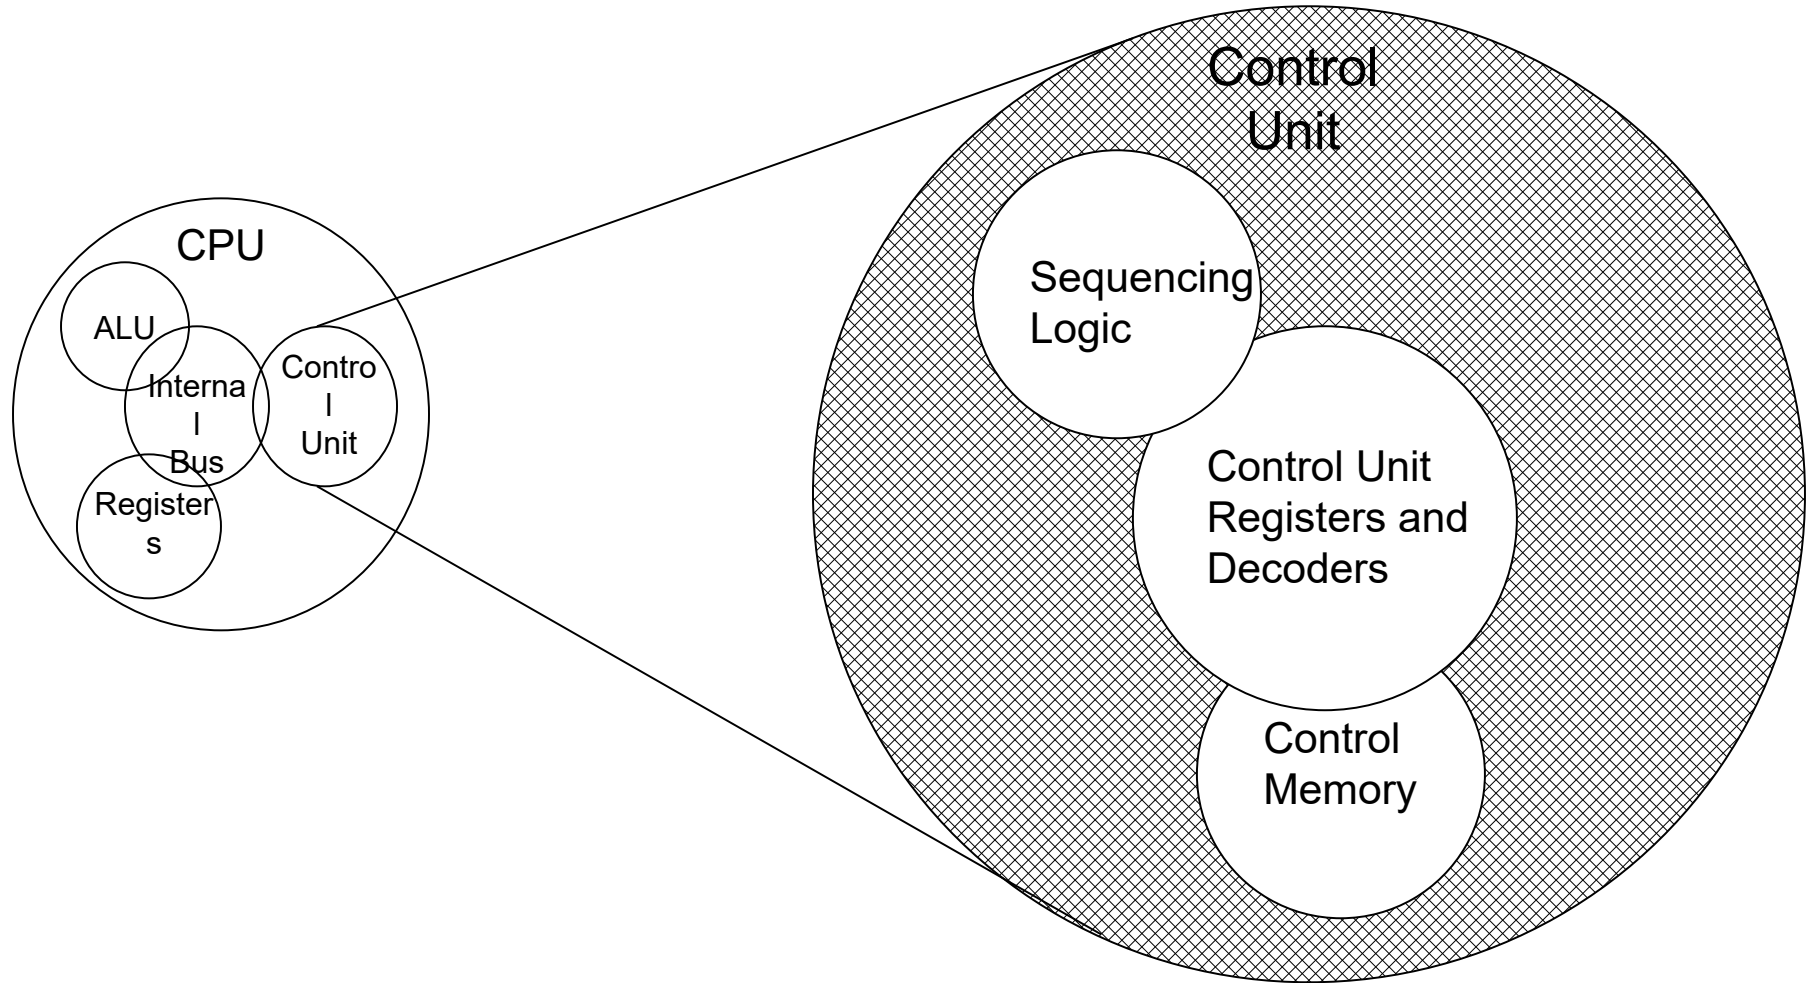 CPU
ALU
Interna
l
Bus
Contro
l
Unit
Register
s
Control
Unit
Sequencing
Logic
Control Unit
Registers and
Decoders
Control
Memory